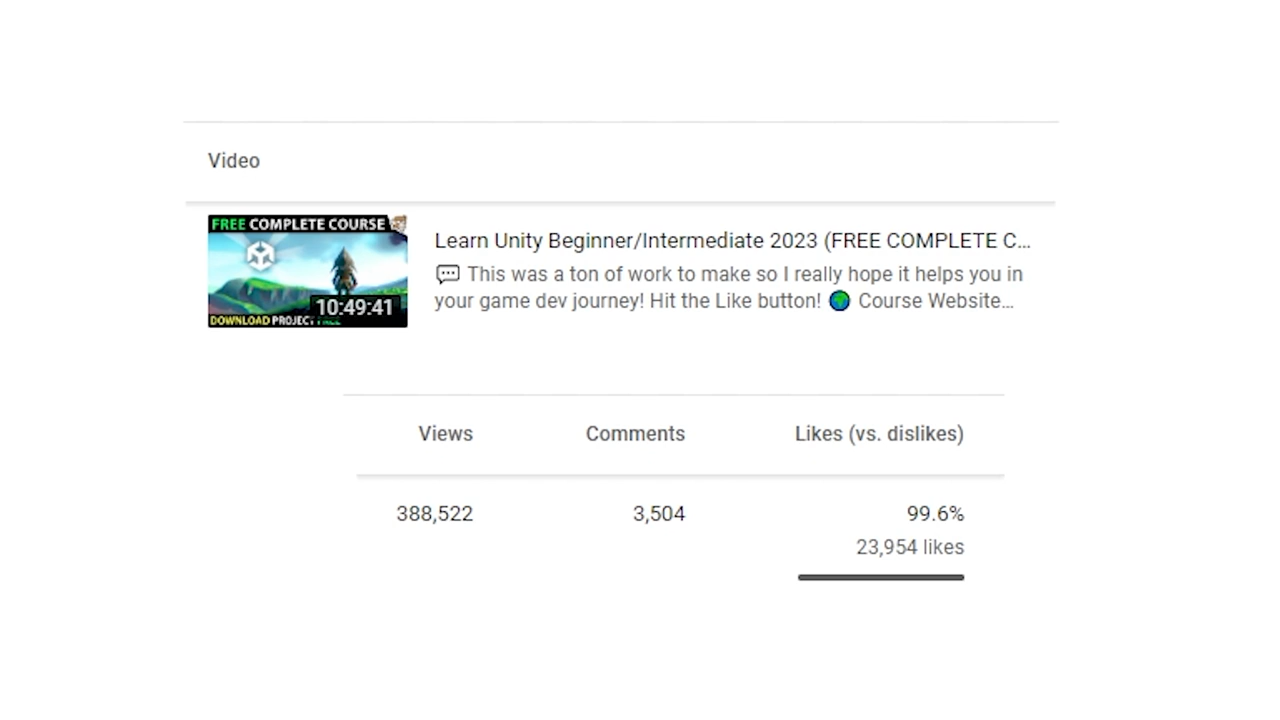 Video
FREE COMPLETE COURSE
10:49:41
DOWNLOAD PROJECT FREE
Learn Unity Beginner/Intermediate 2023 (FREE COMPLETE C...
💬 This was a ton of work to make so I really hope it helps you in
your game dev journey! Hit the Like button! 🌍 Course Website...
Views Comments Likes (vs. dislikes)
388,522 3,504 99.6%
23,954 likes